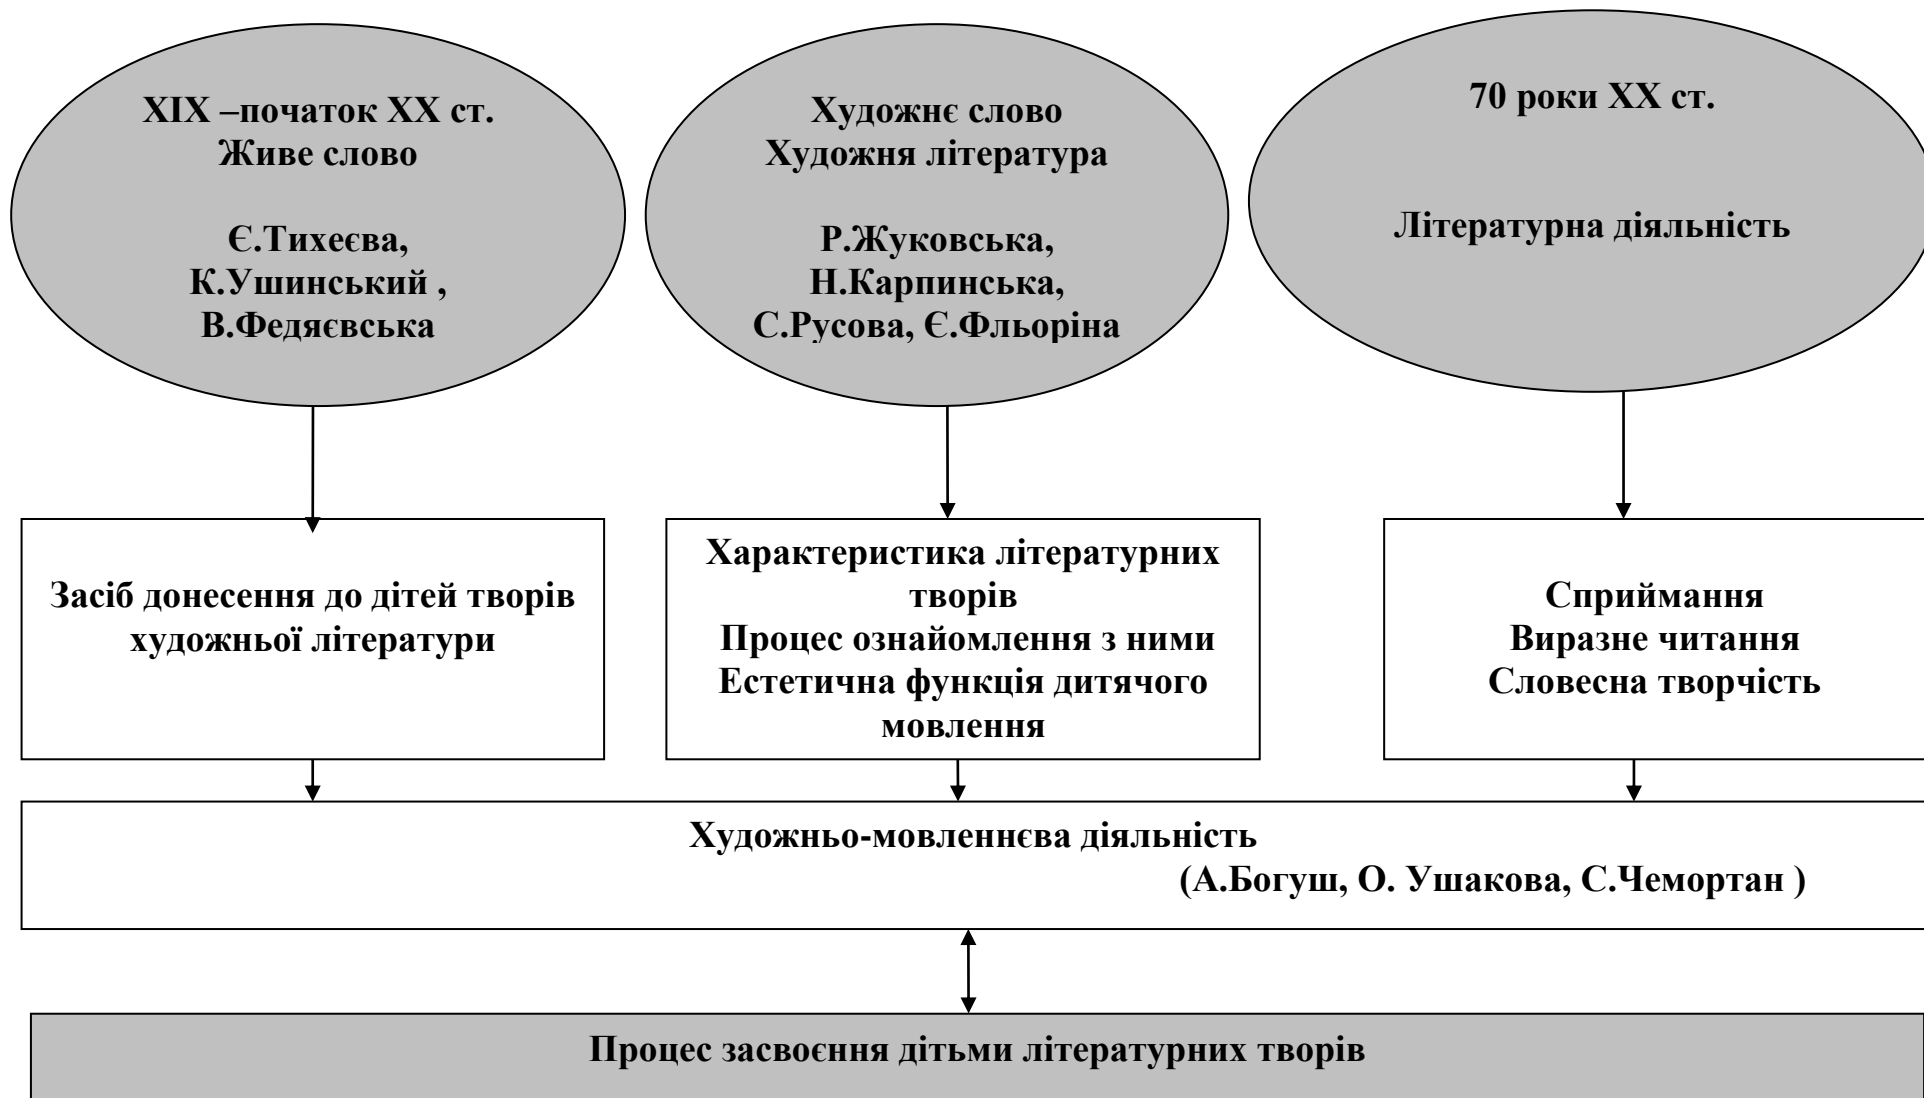 XIX –початок XX ст.
Живе слово
Є.Тихеєва,
К.Ушинський ,
В.Федяєвська
Художнє слово
Художня література
Р.Жуковська,
Н.Карпинська,
С.Русова, Є.Фльоріна
70 роки XX ст.
Літературна діяльність
Засіб донесення до дітей творів
художньої літератури
Характеристика літературних
творів
Процес ознайомлення з ними
Естетична функція дитячого
мовлення
Сприймання
Виразне читання
Словесна творчість
Художньо-мовленнєва діяльність
(А.Богуш, О. Ушакова, С.Чемортан )
Процес засвоєння дітьми літературних творів